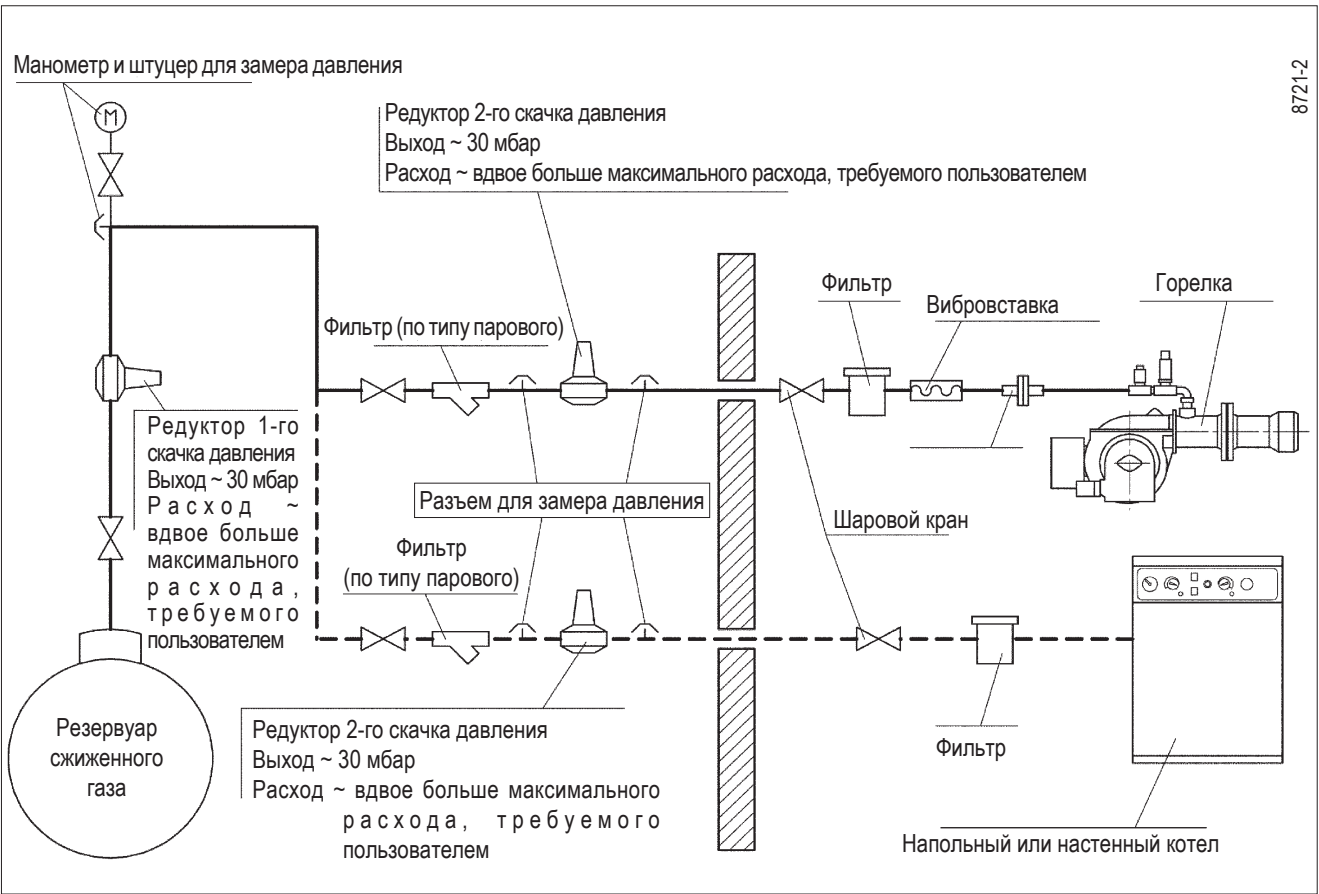 Манометр и штуцер для замера давления
8721-2
M
Редуктор 2-го скачка давления
Выход ~ 30 мбар
Расход ~ вдвое больше максимального расхода, требуемого пользователем
Фильтр (по типу парового)
Фильтр
Вибровставка
Горелка
Редуктор 1-го
скачка давления
Выход ~ 30 мбар
Расход ~
вдвое больше
максимального
расхода,
требуемого
пользователем
Разъем для замера давления
Шаровой кран
Фильтр
(по типу парового)
Резервуар
сжиженного
газа
Редуктор 2-го скачка давления
Выход ~ 30 мбар
Расход ~ вдвое больше максимального
расхода, требуемого
пользователем
Фильтр
Напольный или настенный котел